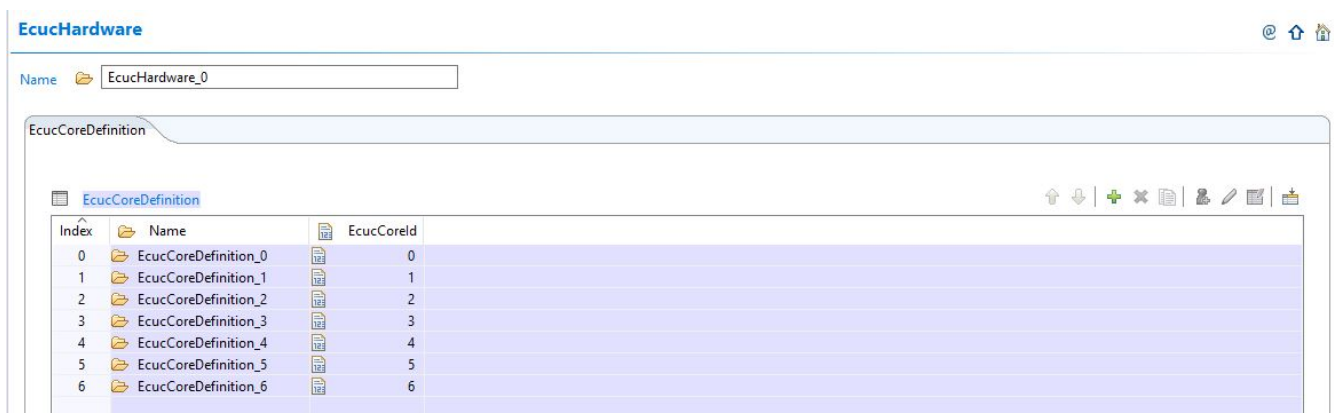 EcucHardware
Name EcucHardware_0
EcucCoreDefinition
EcucCoreDefinition
Index Name EcucCoreId
0 EcucCoreDefinition_0 0
1 EcucCoreDefinition_1 1
2 EcucCoreDefinition_2 2
3 EcucCoreDefinition_3 3
4 EcucCoreDefinition_4 4
5 EcucCoreDefinition_5 5
6 EcucCoreDefinition_6 6